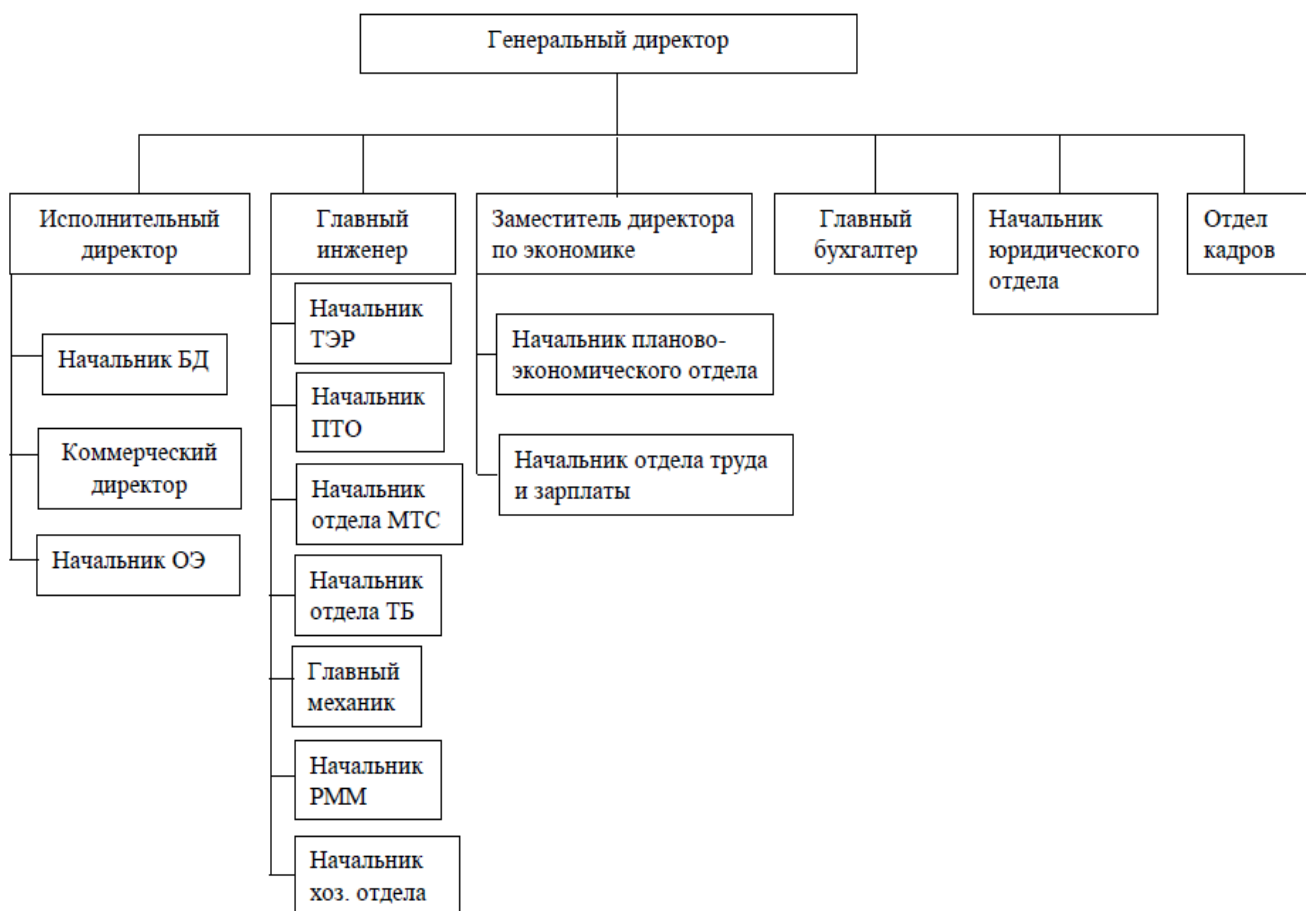 Генеральный директор
Исполнительный
директор
Главный
инженер
Заместитель директора
по экономике
Главный
бухгалтер
Начальник
юридического
отдела
Отдел
кадров
Начальник БД
Коммерческий
директор
Начальник ОЭ
Начальник
ТЭР
Начальник
ПТО
Начальник
отдела МТС
Начальник
отдела ТБ
Главный
механик
Начальник
РММ
Начальник
хоз. отдела
Начальник планово-
экономического отдела
Начальник отдела труда
и зарплаты